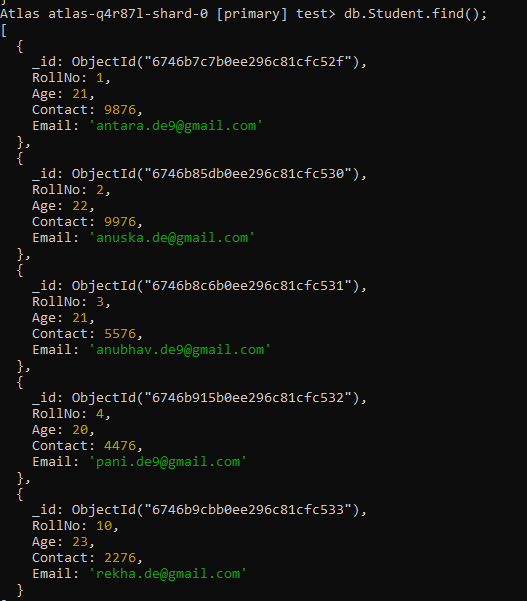 Atlas atlas-q4r87l-shard-0 [primary] test> db.Student.find();
[
  {
    _id: ObjectId("6746b7c7b0ee296c81cfc52f"),
    RollNo: 1,
    Age: 21,
    Contact: 9876,
    Email: 'antara.de9@gmail.com'
  },
  {
    _id: ObjectId("6746b85db0ee296c81cfc530"),
    RollNo: 2,
    Age: 22,
    Contact: 9976,
    Email: 'anuska.de@gmail.com'
  },
  {
    _id: ObjectId("6746b8c6b0ee296c81cfc531"),
    RollNo: 3,
    Age: 21,
    Contact: 5576,
    Email: 'anubhav.de9@gmail.com'
  },
  {
    _id: ObjectId("6746b915b0ee296c81cfc532"),
    RollNo: 4,
    Age: 20,
    Contact: 4476,
    Email: 'pani.de9@gmail.com'
  },
  {
    _id: ObjectId("6746b9cbb0ee296c81cfc533"),
    RollNo: 10,
    Age: 23,
    Contact: 2276,
    Email: 'rekha.de@gmail.com'
  }